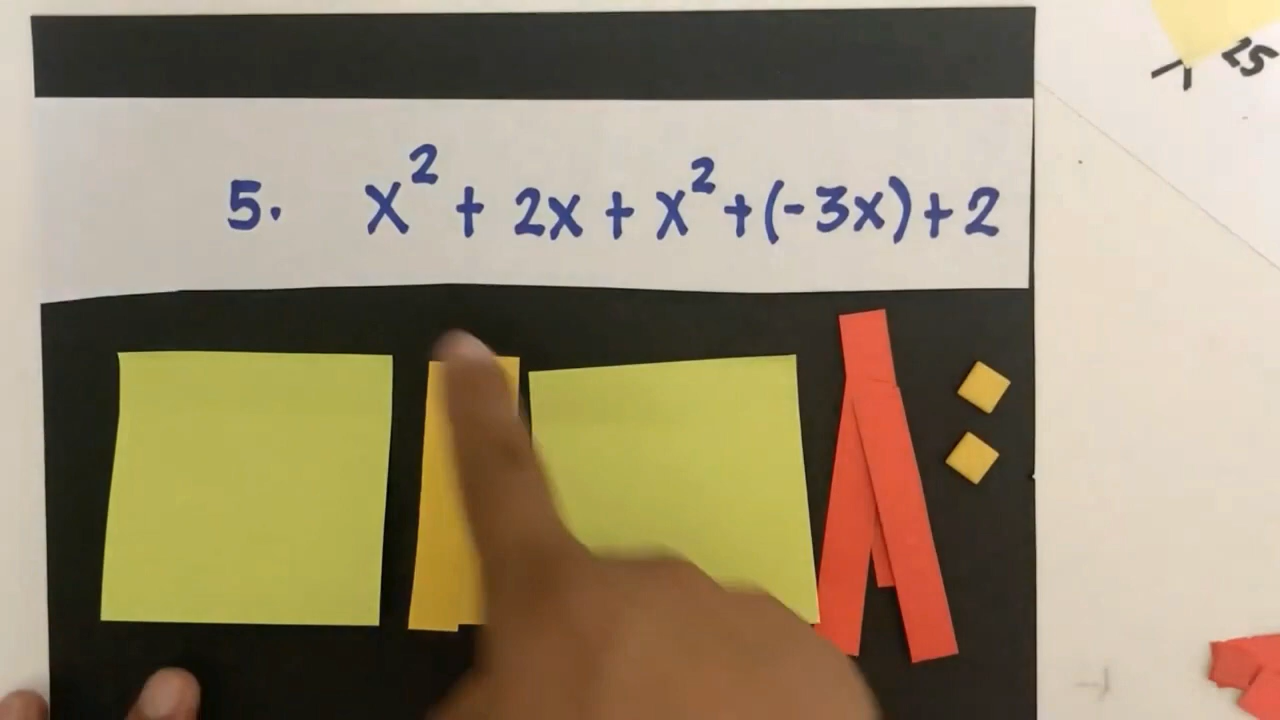 5. x² + 2x + x² + (-3x) + 2